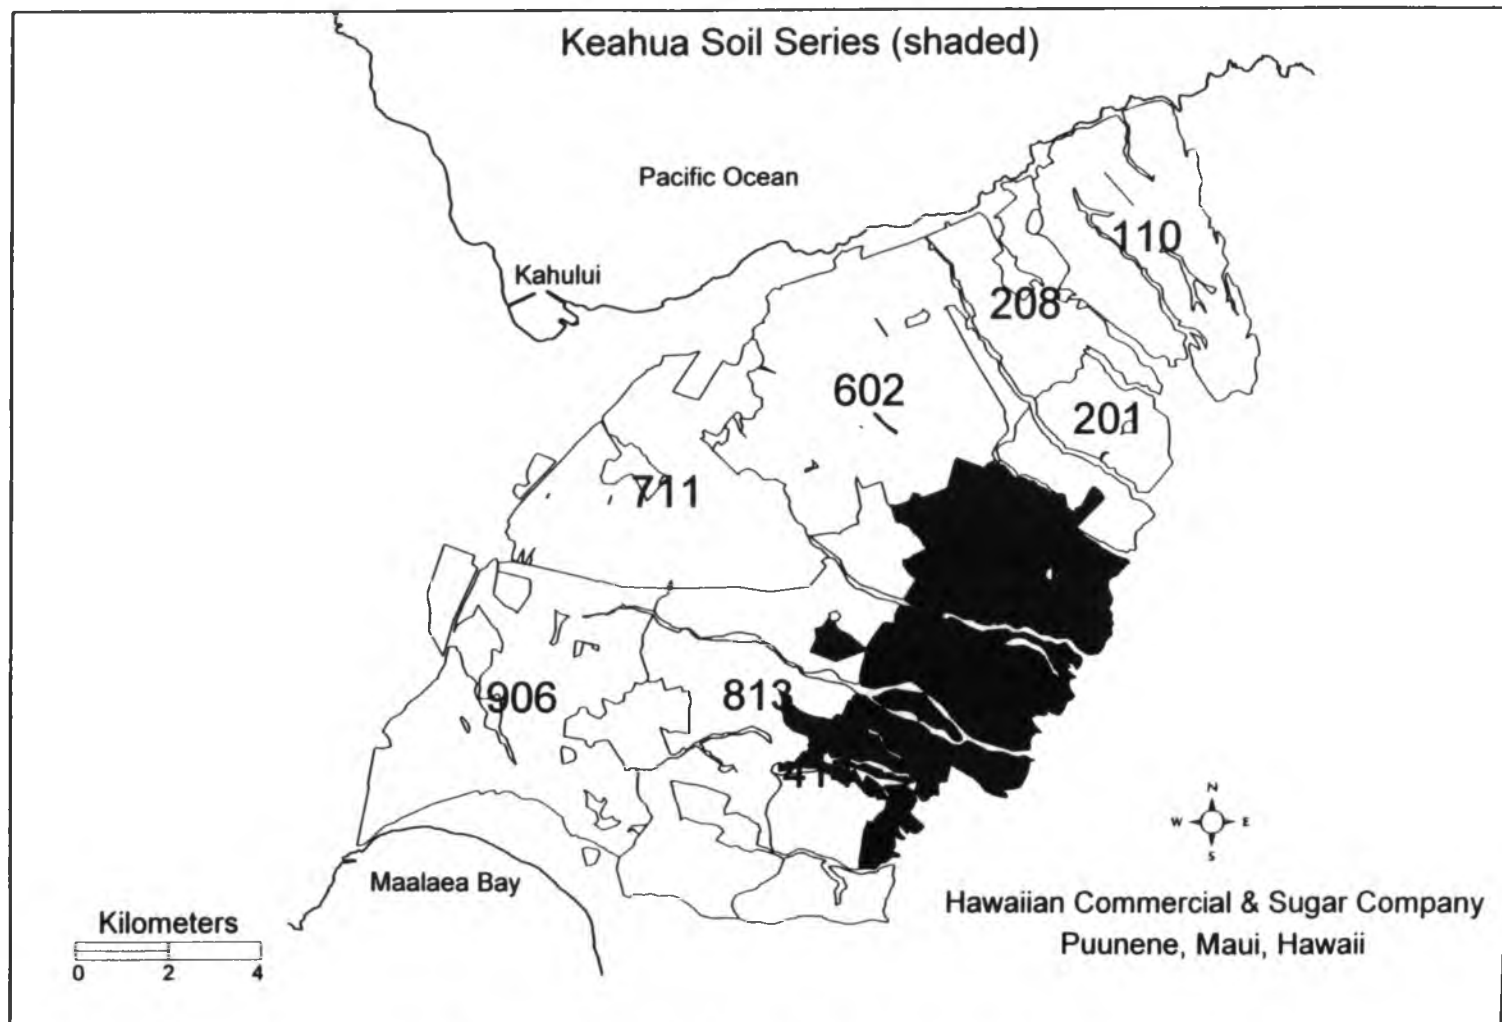 Keahua Soil Series (shaded)
Pacific Ocean
Kahului
110
208
602
201
711
906
813
N
W E
S
Maalaea Bay
Hawaiian Commercial & Sugar Company
Puunene, Maui, Hawaii
Kilometers
0 2 4